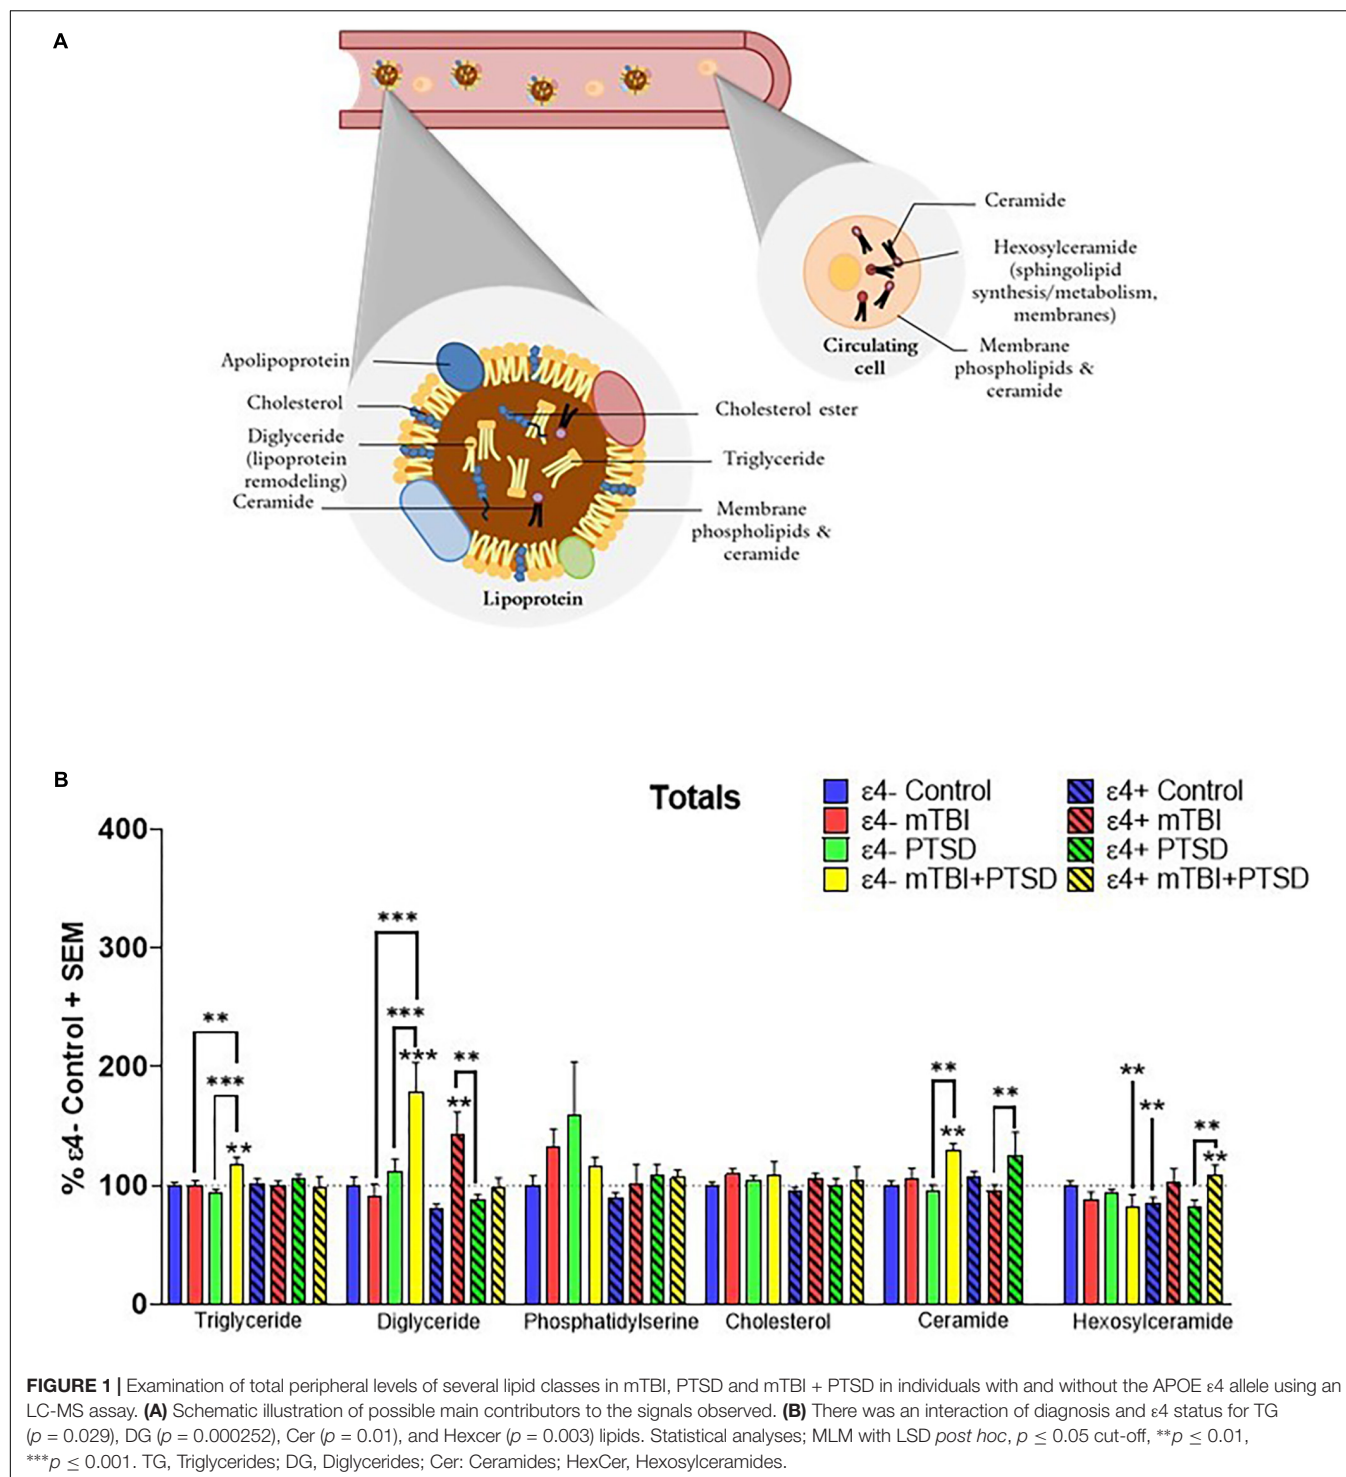 A
Ceramide
Hexosylceramide
(sphingolipid
synthesis/metabolism,
membranes)
Circulating
cell
Membrane
phospholipids &
ceramide
Apolipoprotein
Cholesterol
Diglyceride
(lipoprotein
remodeling)
Ceramide
Cholesterol ester
Triglyceride
Membrane
phospholipids &
ceramide
Lipoprotein
B
Totals
ε4- Control
ε4- mTBI
ε4- PTSD
ε4- mTBI+PTSD
ε4+ Control
ε4+ mTBI
ε4+ PTSD
ε4+ mTBI+PTSD
% ε4- Control + SEM
400
300
200
100
0
**
***
**
***
***
***
**
**
**
**
**
**
**
**
**
Triglyceride
Diglyceride
Phosphatidylserine
Cholesterol
Ceramide
Hexosylceramide
FIGURE 1 | Examination of total peripheral levels of several lipid classes in mTBI, PTSD and mTBI + PTSD in individuals with and without the APOE ε4 allele using an
LC-MS assay. (A) Schematic illustration of possible main contributors to the signals observed. (B) There was an interaction of diagnosis and ε4 status for TG
(p = 0.029), DG (p = 0.000252), Cer (p = 0.01), and Hexcer (p = 0.003) lipids. Statistical analyses; MLM with LSD post hoc, p ≤ 0.05 cut-off, **p ≤ 0.01,
***p ≤ 0.001. TG, Triglycerides; DG, Diglycerides; Cer: Ceramides; HexCer, Hexosylceramides.